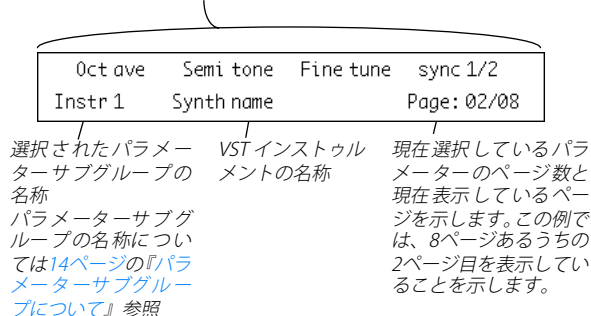 Octave Semitone Finetune sync 1/2
Instr 1 Synth name Page: 02/08
選択されたパラメー
ターサブグループの
名称
パラメーターサブグ
ループの名称につい
ては14ページの『パラ
メーターサブグルー
プについて』参照
VSTインストゥル
メントの名称
現在選択しているパラ
メーターのページ数と
現在表示しているペー
ジを示します。この例で
は、8ページあるうちの
2ページ目を表示してい
ることを示します。